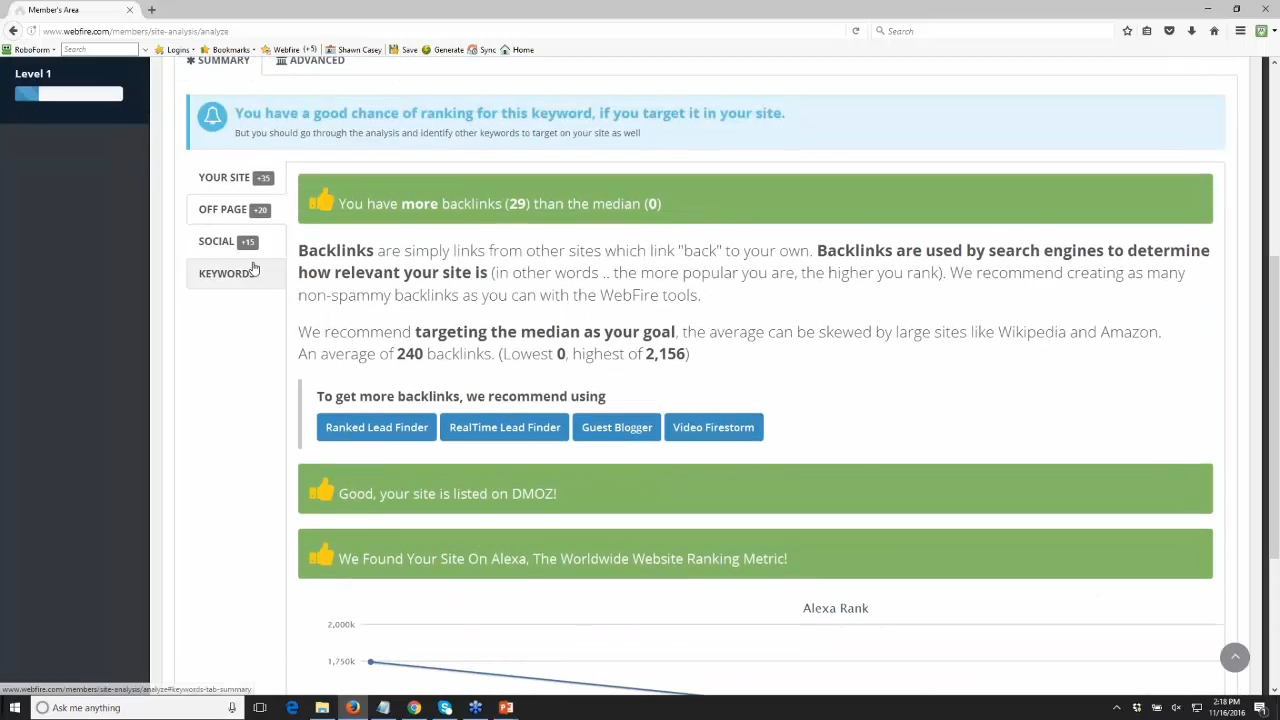 Member's Area
www.webfire.com/members/site-analysis/analyze
Search
RoboForm
Search
Logins
Bookmarks
Webfire (+5)
Shawn Casey
Save
Generate
Sync
Home
Level 1
SUMMARY
ADVANCED
You have a good chance of ranking for this keyword, if you target it in your site.
But you should go through the analysis and identify other keywords to target on your site as well
YOUR SITE +35
OFF PAGE +20
SOCIAL +15
KEYWORDS
You have more backlinks (29) than the median (0)
Backlinks are simply links from other sites which link "back" to your own. Backlinks are used by search engines to determine
how relevant your site is (in other words .. the more popular you are, the higher you rank). We recommend creating as many
non-spammy backlinks as you can with the WebFire tools.
We recommend targeting the median as your goal, the average can be skewed by large sites like Wikipedia and Amazon.
An average of 240 backlinks. (Lowest 0, highest of 2,156)
To get more backlinks, we recommend using
Ranked Lead Finder
RealTime Lead Finder
Guest Blogger
Video Firestorm
Good, your site is listed on DMOZ!
We Found Your Site On Alexa, The Worldwide Website Ranking Metric!
Alexa Rank
2,000k
1,750k
www.webfire.com/members/site-analysis/analyze#keywords-tab-summary
Ask me anything
2:18 PM
11/16/2016